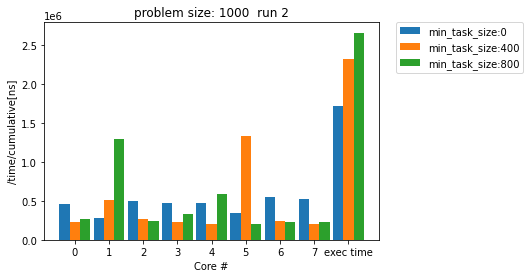 problem size: 1000  run 2
1e6
min_task_size:0
min_task_size:400
min_task_size:800
/time/cumulative[ns]
2.5
2.0
1.5
1.0
0.5
0.0
0 1 2 3 4 5 6 7 exec time
Core #